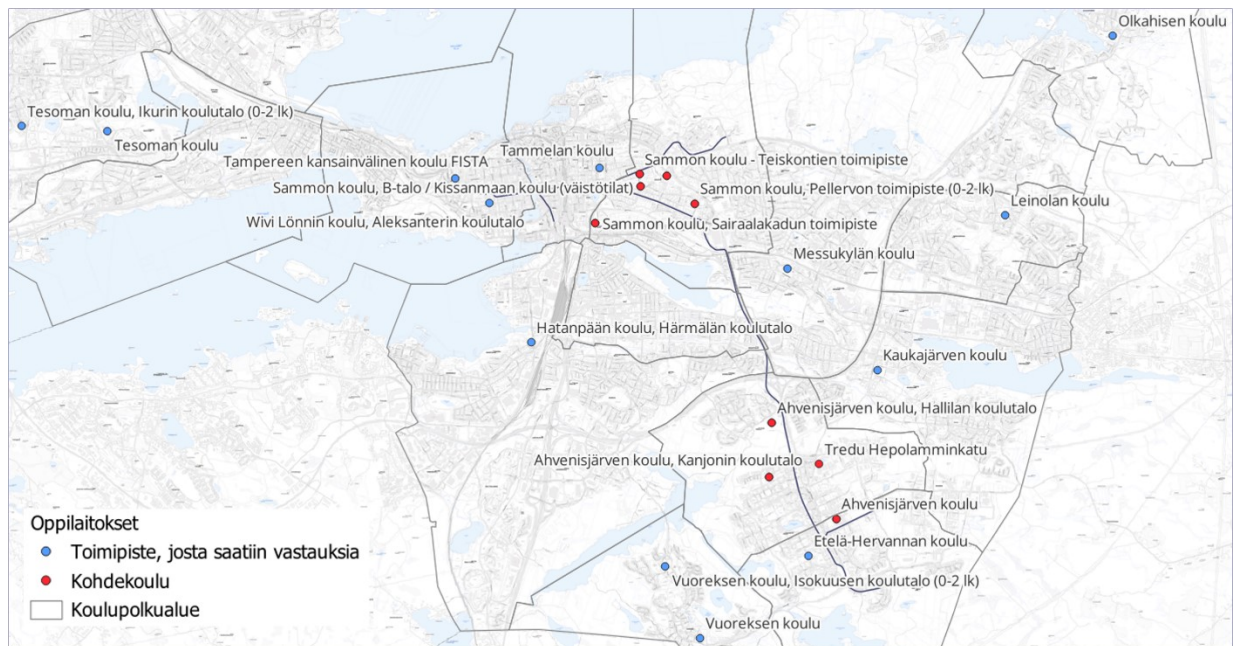 Olkahisen koulu
Tesoman koulu, Ikurin koulutalo (0-2 lk)
Tesoman koulu
Tammelan koulu
Tampereen kansainvälinen koulu FISTA
Sammon koulu - Teiskontien toimipiste
Sammon koulu, B-talo / Kissanmaan koulu (väistötilat)
Sammon koulu, Pellervon toimipiste (0-2 lk)
Leinolan koulu
Wivi Lönnin koulu, Aleksanterin koulutalo
Sammon koulu, Sairaalakadun toimipiste
Messukylän koulu
Hatanpään koulu, Härmälän koulutalo
Kaukajärven koulu
Ahvenisjärven koulu, Hallilan koulutalo
Tredu Hepolamminkatu
Ahvenisjärven koulu, Kanjonin koulutalo
Ahvenisjärven koulu
Etelä-Hervannan koulu
Vuoreksen koulu, Isokuusen koulutalo (0-2 lk)
Vuoreksen koulu
Oppilaitokset
Toimipiste, josta saatiin vastauksia
Kohdekoulu
Koulupolkualue